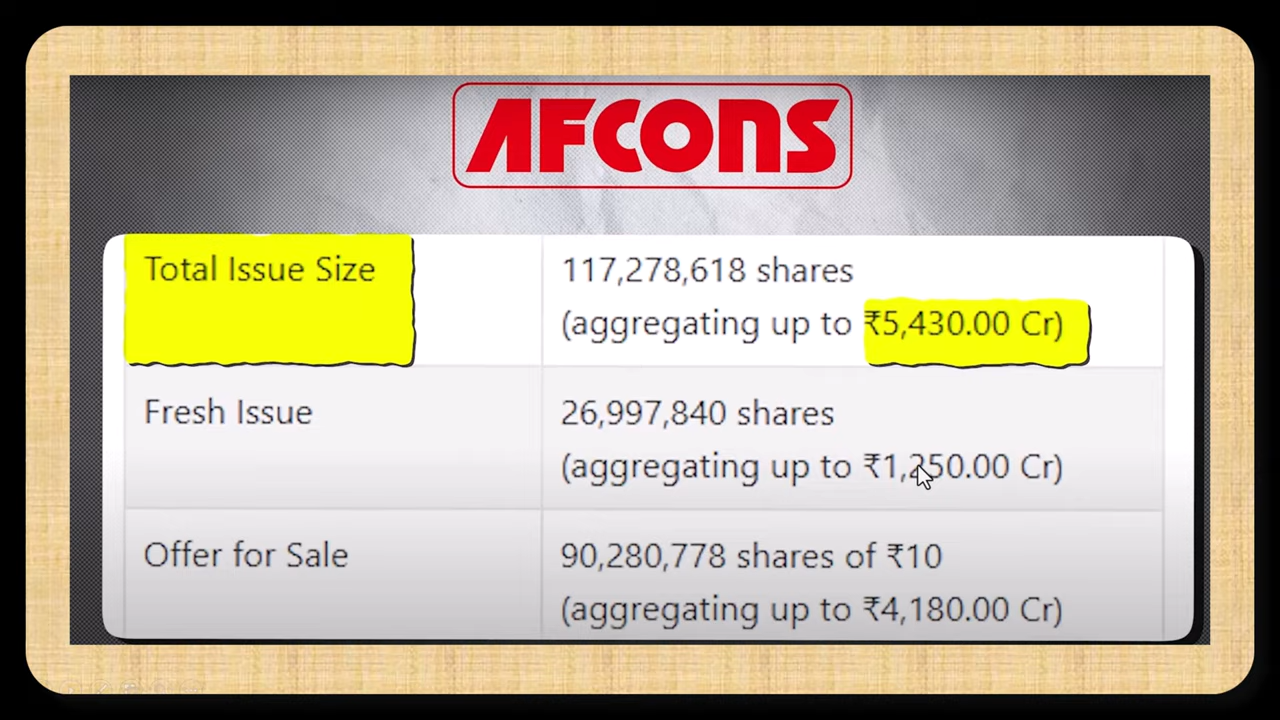 AFCONS
Total Issue Size
117,278,618 shares
(aggregating up to ₹5,430.00 Cr)
Fresh Issue
26,997,840 shares
(aggregating up to ₹1,250.00 Cr)
Offer for Sale
90,280,778 shares of ₹10
(aggregating up to ₹4,180.00 Cr)